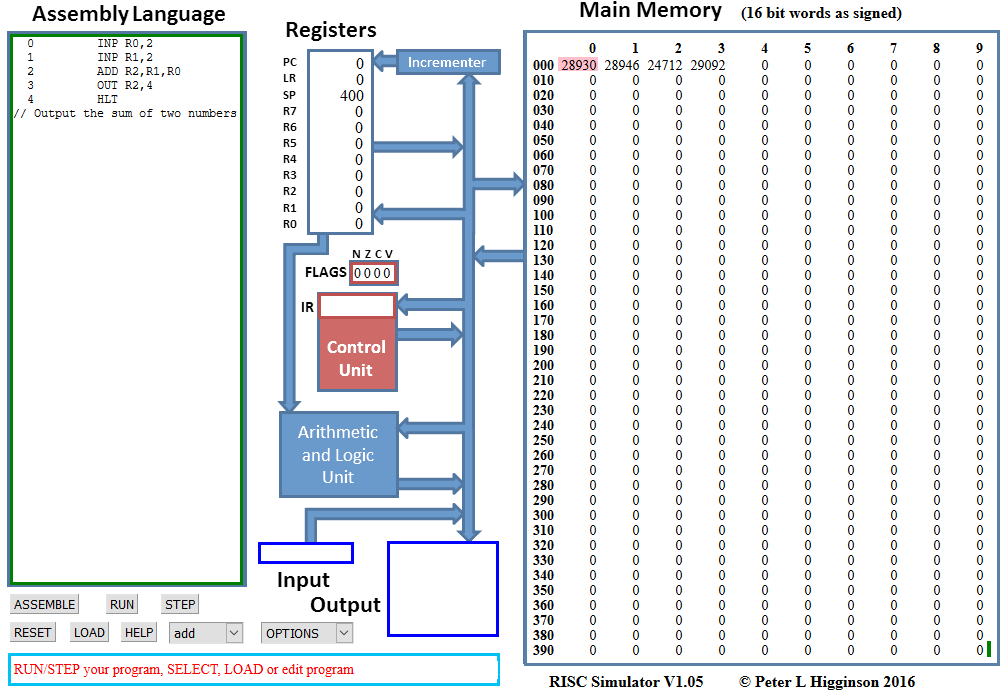 Assembly Language
0 INP R0,2
1 INP R1,2
2 ADD R2,R1,R0
3 OUT R2,4
4 HLT
// Output the sum of two numbers
ASSEMBLE RUN STEP
RESET LOAD HELP add OPTIONS
RUN/STEP your program, SELECT, LOAD or edit program
Registers
PC 0
LR 0
SP 400
R7 0
R6 0
R5 0
R4 0
R3 0
R2 0
R1 0
R0 0
Incrementer
N Z C V
FLAGS 0 0 0 0
IR
Control
Unit
Arithmetic
and Logic
Unit
Input
Output
Main Memory (16 bit words as signed)
0 1 2 3 4 5 6 7 8 9
000 28930 28946 24712 29092 0 0 0 0 0 0
010 0 0 0 0 0 0 0 0 0 0
020 0 0 0 0 0 0 0 0 0 0
030 0 0 0 0 0 0 0 0 0 0
040 0 0 0 0 0 0 0 0 0 0
050 0 0 0 0 0 0 0 0 0 0
060 0 0 0 0 0 0 0 0 0 0
070 0 0 0 0 0 0 0 0 0 0
080 0 0 0 0 0 0 0 0 0 0
090 0 0 0 0 0 0 0 0 0 0
100 0 0 0 0 0 0 0 0 0 0
110 0 0 0 0 0 0 0 0 0 0
120 0 0 0 0 0 0 0 0 0 0
130 0 0 0 0 0 0 0 0 0 0
140 0 0 0 0 0 0 0 0 0 0
150 0 0 0 0 0 0 0 0 0 0
160 0 0 0 0 0 0 0 0 0 0
170 0 0 0 0 0 0 0 0 0 0
180 0 0 0 0 0 0 0 0 0 0
190 0 0 0 0 0 0 0 0 0 0
200 0 0 0 0 0 0 0 0 0 0
210 0 0 0 0 0 0 0 0 0 0
220 0 0 0 0 0 0 0 0 0 0
230 0 0 0 0 0 0 0 0 0 0
240 0 0 0 0 0 0 0 0 0 0
250 0 0 0 0 0 0 0 0 0 0
260 0 0 0 0 0 0 0 0 0 0
270 0 0 0 0 0 0 0 0 0 0
280 0 0 0 0 0 0 0 0 0 0
290 0 0 0 0 0 0 0 0 0 0
300 0 0 0 0 0 0 0 0 0 0
310 0 0 0 0 0 0 0 0 0 0
320 0 0 0 0 0 0 0 0 0 0
330 0 0 0 0 0 0 0 0 0 0
340 0 0 0 0 0 0 0 0 0 0
350 0 0 0 0 0 0 0 0 0 0
360 0 0 0 0 0 0 0 0 0 0
370 0 0 0 0 0 0 0 0 0 0
380 0 0 0 0 0 0 0 0 0 0
390 0 0 0 0 0 0 0 0 0 0
RISC Simulator V1.05 © Peter L Higginson 2016